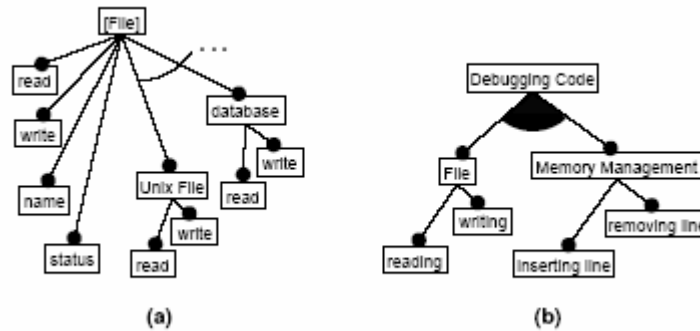 [File]
...
read
write
name
status
Unix File
read
write
database
read
write
(a)
Debugging Code
File
reading
writing
Memory Management
inserting line
removing line
(b)